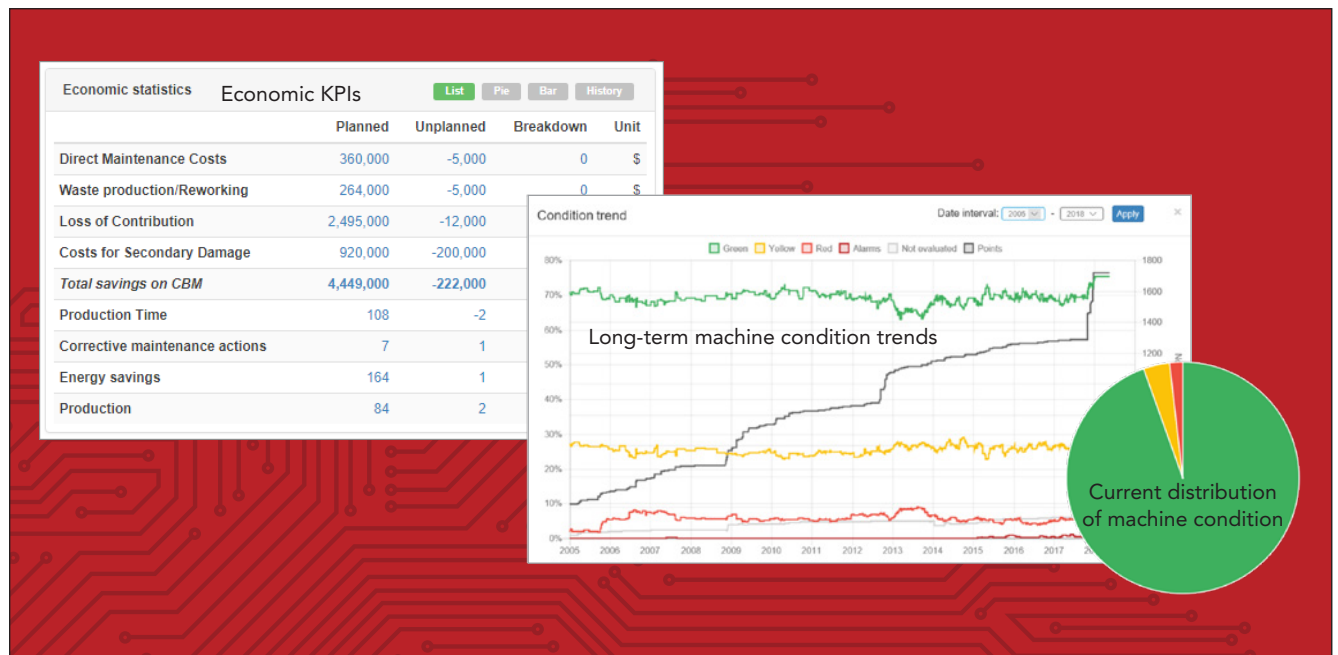 Economic statistics
Economic KPIs
List Pie Bar History
Planned Unplanned Breakdown Unit
Direct Maintenance Costs 360,000 -5,000 0 $
Waste production/Reworking 264,000 -5,000 0 $
Loss of Contribution 2,495,000 -12,000
Costs for Secondary Damage 920,000 -200,000
Total savings on CBM 4,449,000 -222,000
Production Time 108 -2
Corrective maintenance actions 7 1
Energy savings 164 1
Production 84 2
Condition trend
Date interval: 2005 - 2018 Apply ×
Green Yellow Red Alarms Not evaluated Points
80% 1800
70% 1600
60% 1400
Long-term machine condition trends
50% 1200
40%
30%
20%
10%
0%
2005 2006 2007 2008 2009 2010 2011 2012 2013 2014 2015 2016 2017
Current distribution
of machine condition